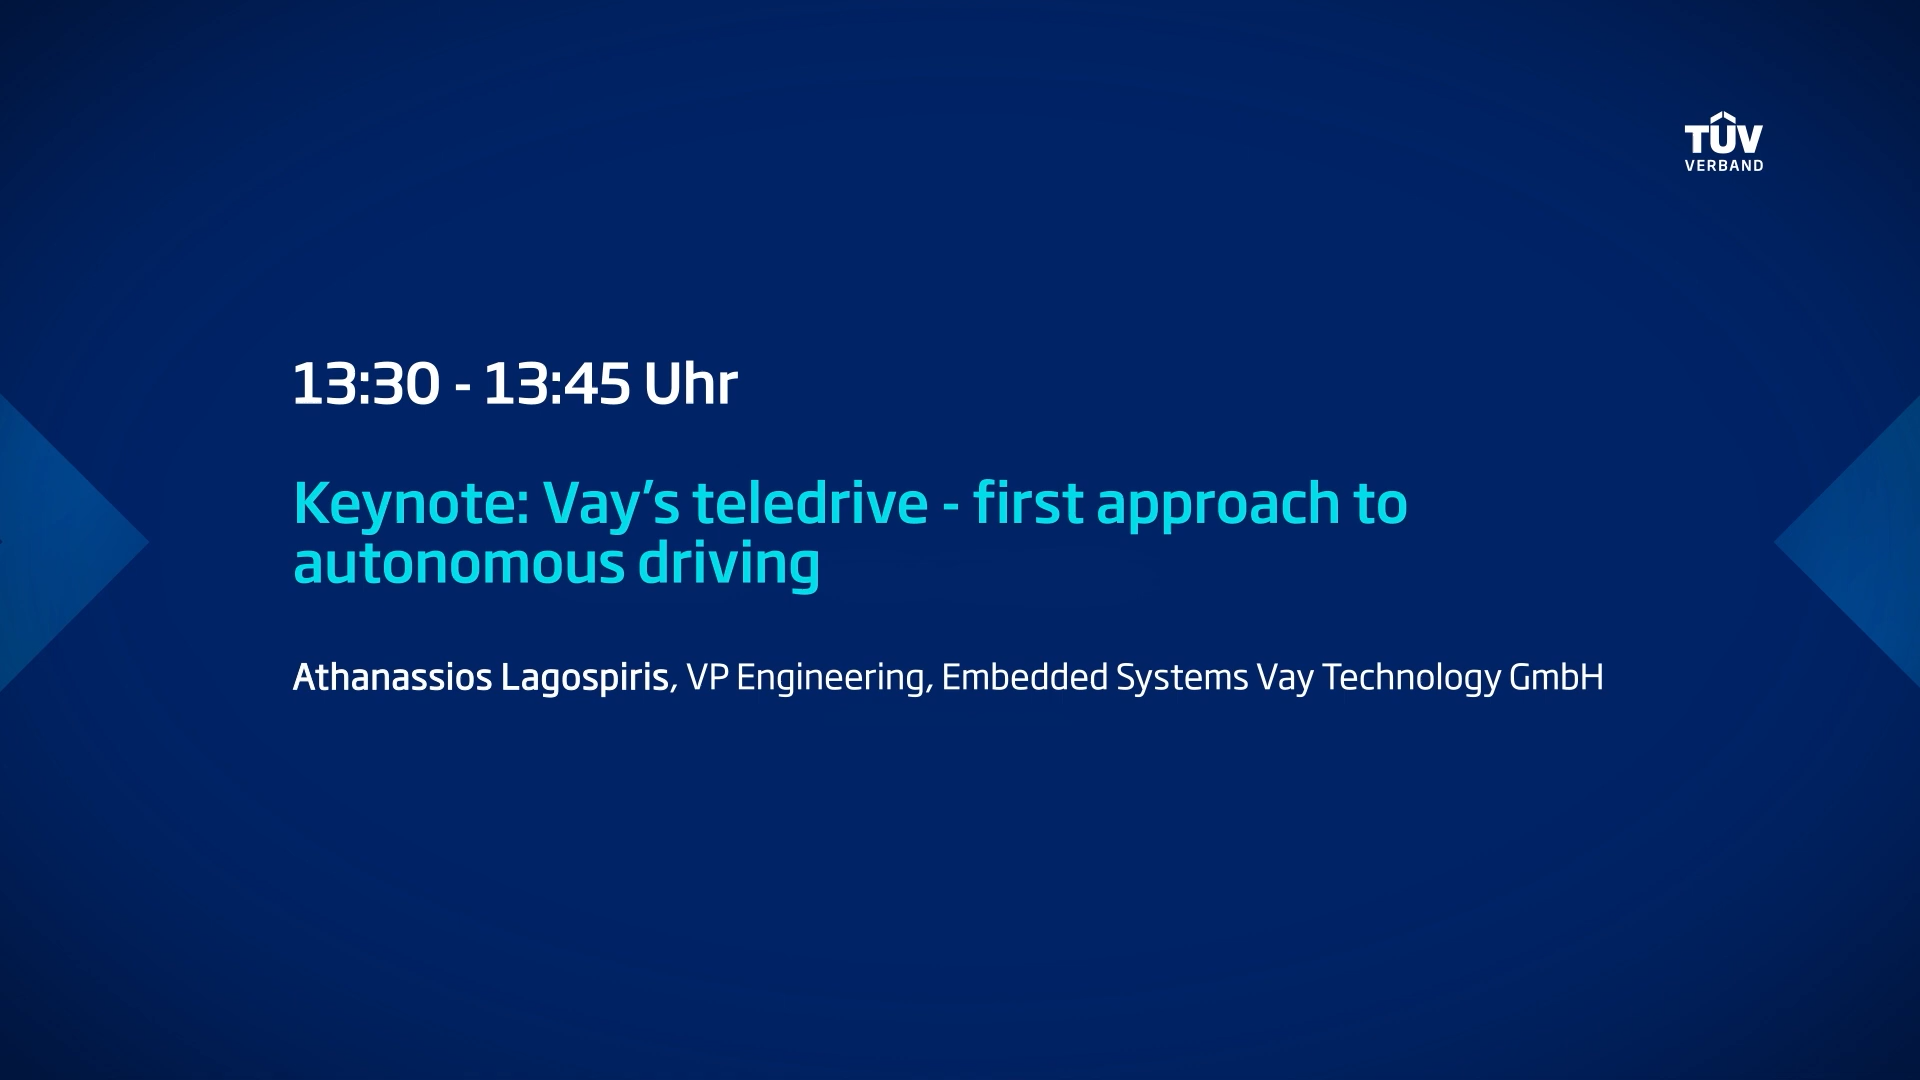 TÜV
VERBAND
13:30 - 13:45 Uhr
Keynote: Vay’s teledrive - first approach to
autonomous driving
Athanassios Lagospiris, VP Engineering, Embedded Systems Vay Technology GmbH